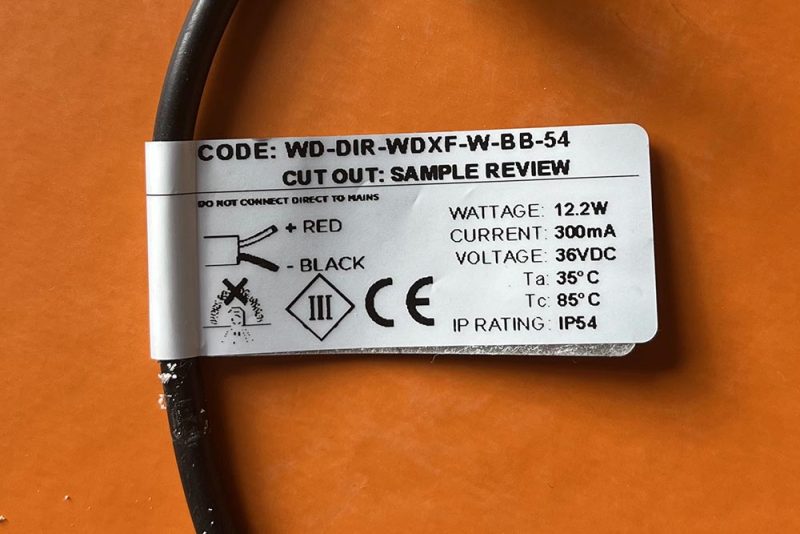 CODE: WD-DIR-WDXF-W-BB-54
CUT OUT: SAMPLE REVIEW
DO NOT CONNECT DIRECT TO MAINS
+ RED
- BLACK
III
CE
WATTAGE: 12.2W
CURRENT: 300mA
VOLTAGE: 36VDC
Ta: 35°C
Tc: 85°C
IP RATING: IP54